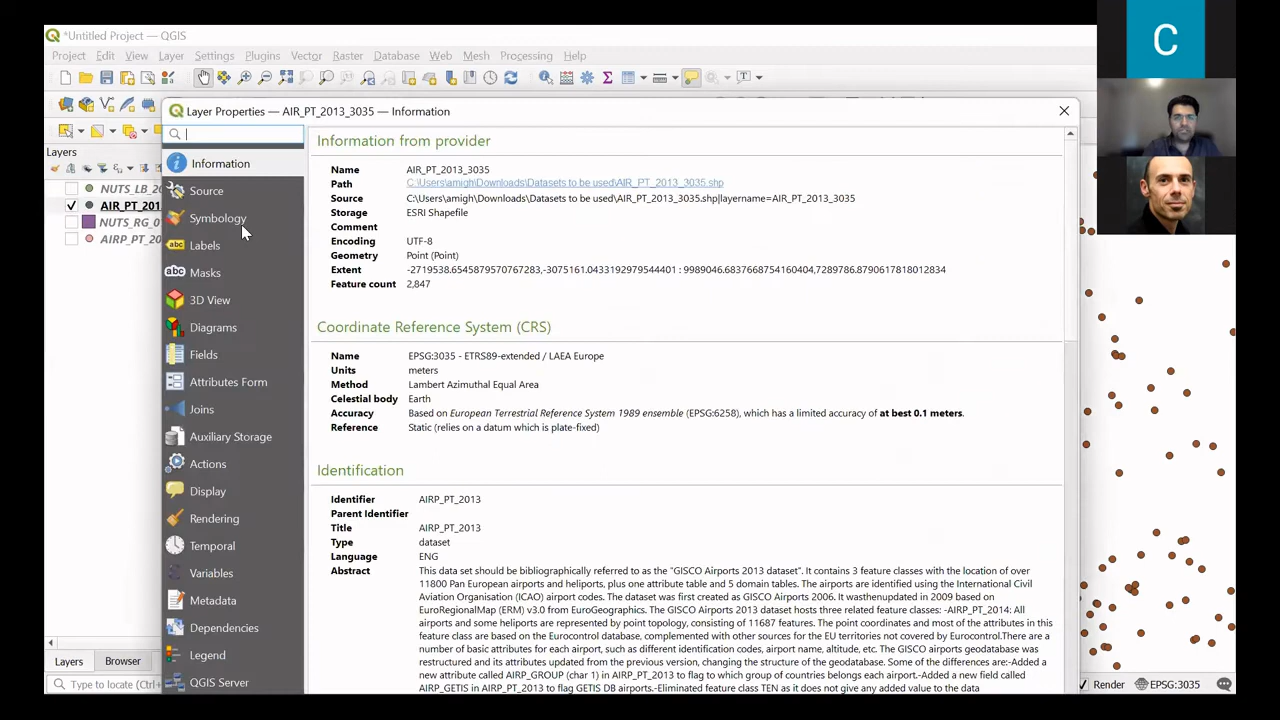 *Untitled Project — QGIS
Project Edit View Layer Settings Plugins Vector Raster Database Web Mesh Processing Help
C
Layer Properties — AIR_PT_2013_3035 — Information
Layers
NUTS_LB_20
AIR_PT_201
NUTS_RG_0
AIRP_PT_20
Information
Source
Symbology
Labels
Masks
3D View
Diagrams
Fields
Attributes Form
Joins
Auxiliary Storage
Actions
Display
Rendering
Temporal
Variables
Metadata
Dependencies
Legend
QGIS Server
Information from provider
Name AIR_PT_2013_3035
Path C:\Users\amigh\Downloads\Datasets to be used\AIR_PT_2013_3035.shp
Source C:\Users\amigh\Downloads\Datasets to be used\AIR_PT_2013_3035.shp|layername=AIR_PT_2013_3035
Storage ESRI Shapefile
Comment
Encoding UTF-8
Geometry Point (Point)
Extent -2719538.6545879570767283,-3075161.0433192979544401 : 9989046.6837668754160404,7289786.8790617818012834
Feature count 2,847
Coordinate Reference System (CRS)
Name EPSG:3035 - ETRS89-extended / LAEA Europe
Units meters
Method Lambert Azimuthal Equal Area
Celestial body Earth
Accuracy Based on European Terrestrial Reference System 1989 ensemble (EPSG:6258), which has a limited accuracy of at best 0.1 meters.
Reference Static (relies on a datum which is plate-fixed)
Identification
Identifier AIRP_PT_2013
Parent Identifier
Title AIRP_PT_2013
Type dataset
Language ENG
Abstract This data set should be bibliographically referred to as the "GISCO Airports 2013 dataset". It contains 3 feature classes with the location of over
11800 Pan European airports and heliports, plus one attribute table and 5 domain tables. The airports are identified using the International Civil
Aviation Organisation (ICAO) airport codes. The dataset was first created as GISCO Airports 2006. It wasthenupdated in 2009 based on
EuroRegionalMap (ERM) v3.0 from EuroGeographics. The GISCO Airports 2013 dataset hosts three related feature classes: -AIRP_PT_2014: All
airports and some heliports are represented by point topology, consisting of 11687 features. The point coordinates and most of the attributes in this
feature class are based on the Eurocontrol database, complemented with other sources for the EU territories not covered by Eurocontrol.There are a
number of basic attributes for each airport, such as different identification codes, airport name, altitude, etc. The GISCO airports geodatabase was
restructured and its attributes updated from the previous version, changing the structure of the geodatabase. Some of the differences are:-Added a
new attribute called AIRP_GROUP (char 1) in AIRP_PT_2013 to flag to which group of countries belongs each airport.-Added a new field called
AIRP_GETIS in AIRP_PT_2013 to flag GETIS DB airports.-Eliminated feature class TEN as it does not give any added value to the data
Layers Browser
Type to locate (Ctrl+
Render EPSG:3035